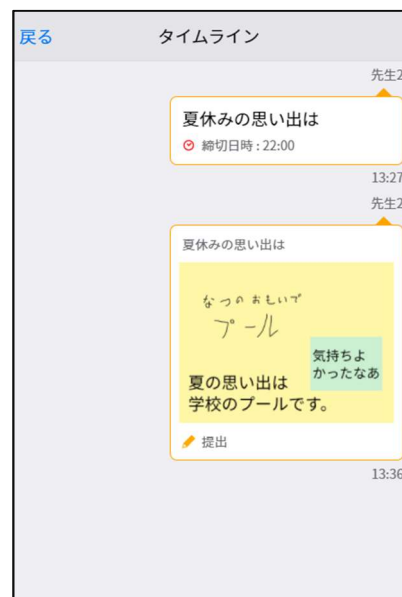 戻る
タイムライン
先生2
夏休みの思い出は
締切日時 : 22:00
13:27
先生2
夏休みの思い出は
なつのおもいで
プール
気持ちよ
かったなあ
夏の思い出は
学校のプールです。
提出
13:36